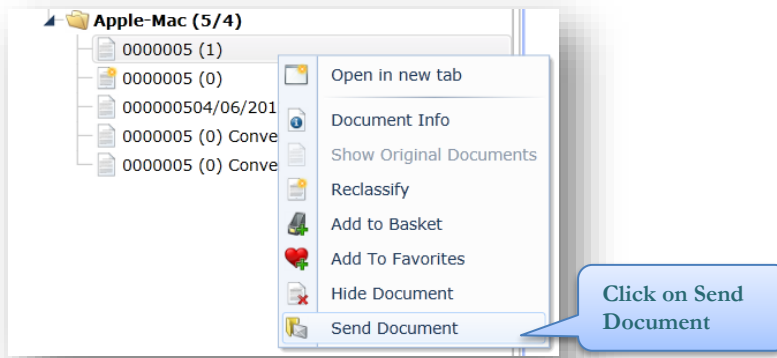 Apple-Mac (5/4)
0000005 (1)
0000005 (0)
000000504/06/201
0000005 (0) Conve
0000005 (0) Conve
Open in new tab
Document Info
Show Original Documents
Reclassify
Add to Basket
Add To Favorites
Hide Document
Send Document
Click on Send
Document